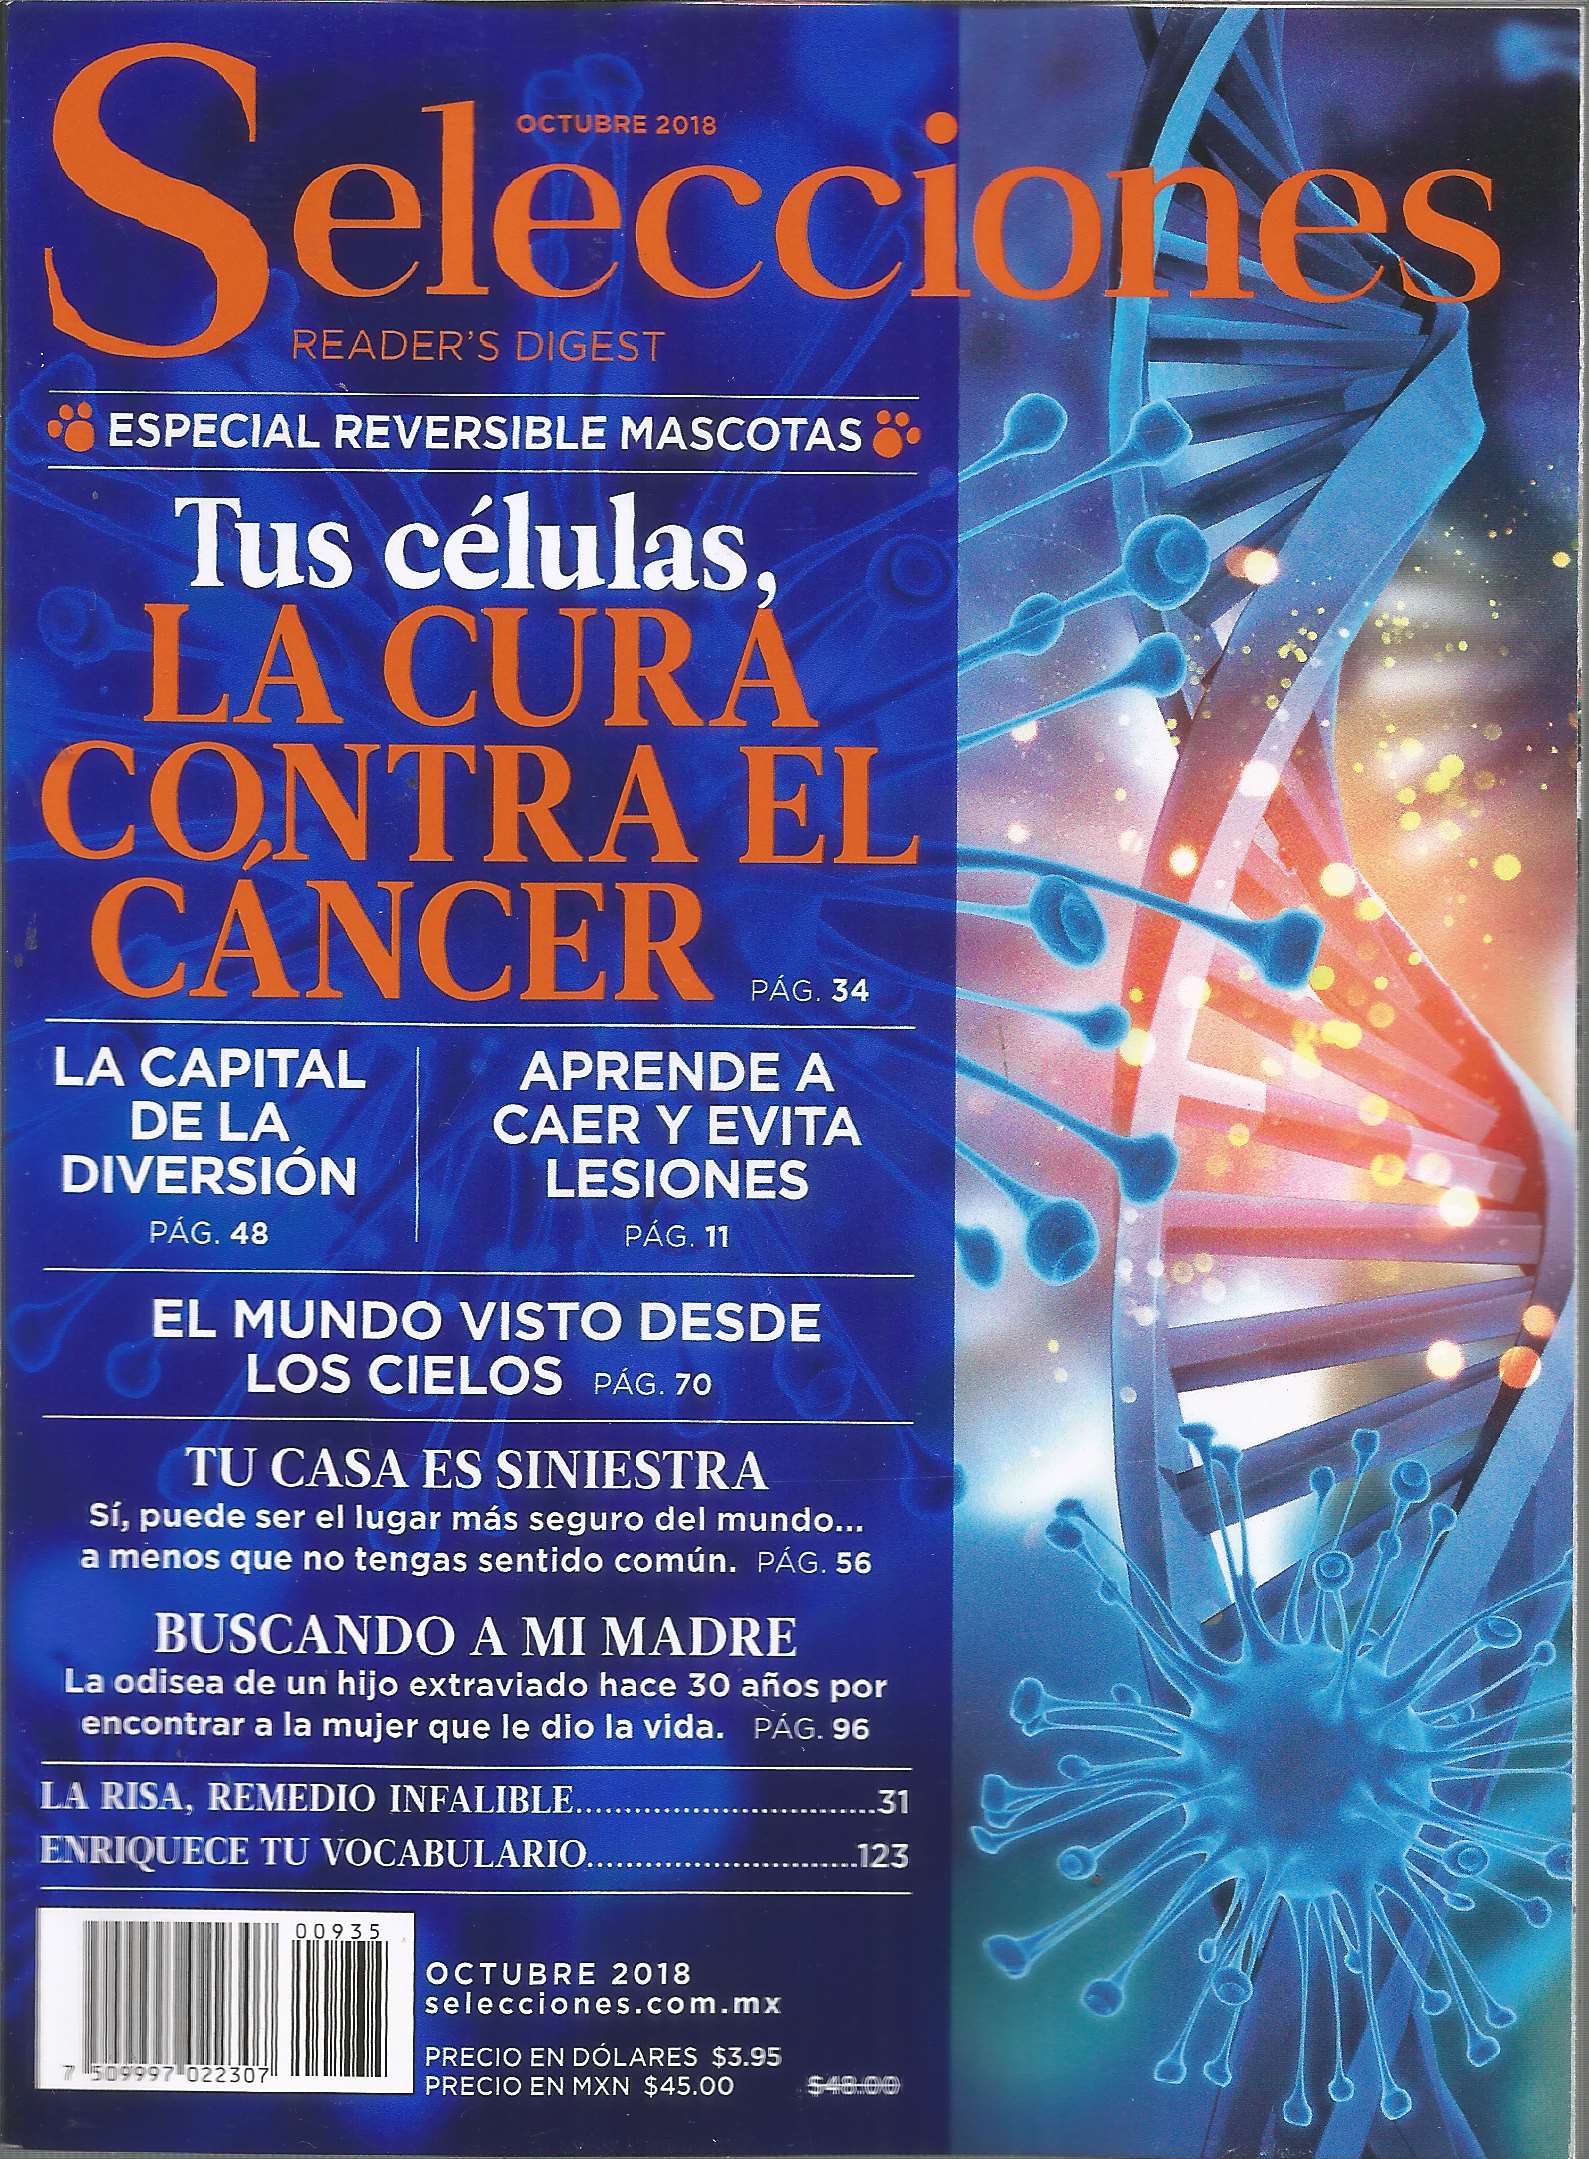 OCTUBRE 2018
Selecciones
READER'S DIGEST
ESPECIAL REVERSIBLE MASCOTAS
Tus células,
LA CURA
CONTRA EL
CÁNCER PÁG. 34
LA CAPITAL
DE LA
DIVERSIÓN
PÁG. 48
APRENDE A
CAER Y EVITA
LESIONES
PÁG. 11
EL MUNDO VISTO DESDE
LOS CIELOS PÁG. 70
TU CASA ES SINIESTRA
Sí, puede ser el lugar más seguro del mundo...
a menos que no tengas sentido común. PÁG. 56
BUSCANDO A MI MADRE
La odisea de un hijo extraviado hace 30 años por
encontrar a la mujer que le dio la vida. PÁG. 96
LA RISA, REMEDIO INFALIBLE...............................31
ENRIQUECE TU VOCABULARIO............................123
00935
7 509997 022307
OCTUBRE 2018
selecciones.com.mx
PRECIO EN DÓLARES $3.95
PRECIO EN MXN $45.00 $48.00